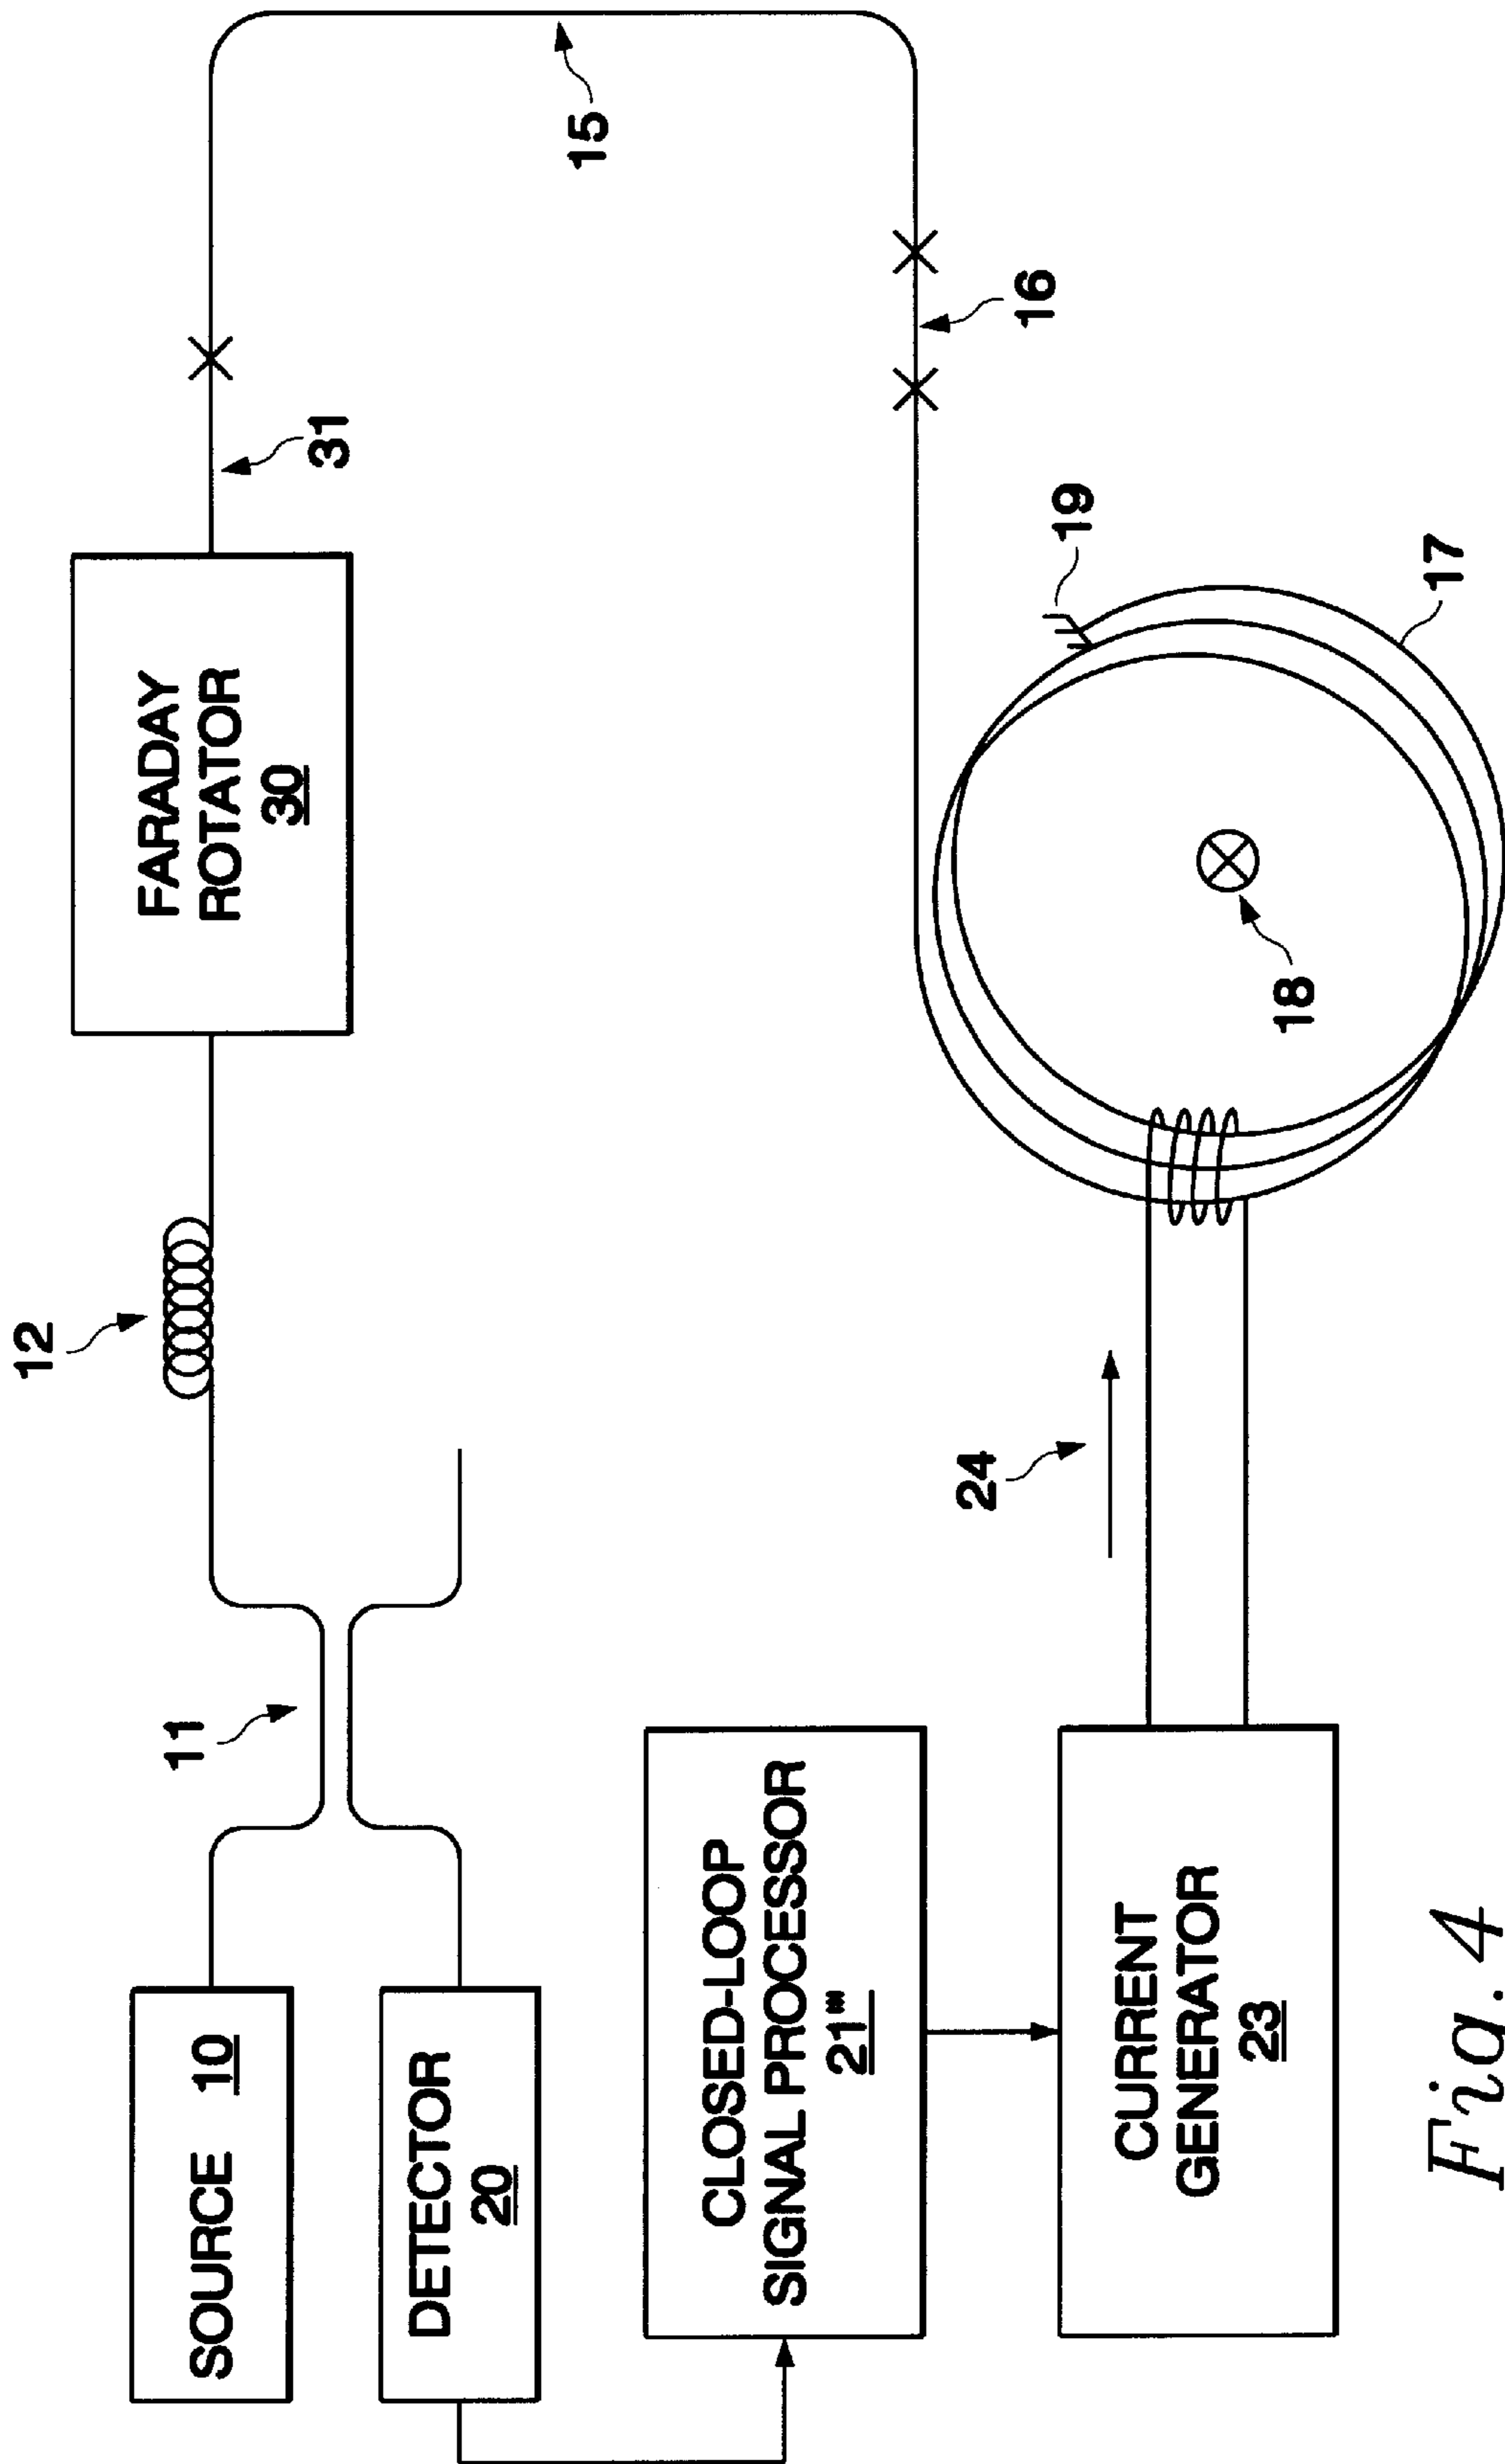 SOURCE 10
DETECTOR
20
11
12
FARADAY
ROTATOR
30
31
15
CLOSED-LOOP
SIGNAL PROCESSOR
21'''
CURRENT
GENERATOR
23
24
16
19
17
18
Fig. 4